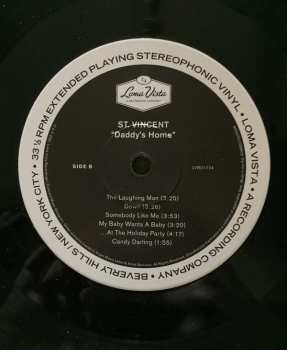 Loma Vista
ST. VINCENT
"Daddy's Home"
SIDE B
The Laughing Man (3:20)
Down (3:26)
Somebody Like Me (3:53)
My Baby Wants A Baby (3:20)
...At The Holiday Party (4:17)
Candy Darling (1:55)
BEVERLY HILLS / NEW YORK CITY • 33⅓ RPM EXTENDED PLAYING STEREOPHONIC VINYL • LOMA VISTA • A RECORDING COMPANY •